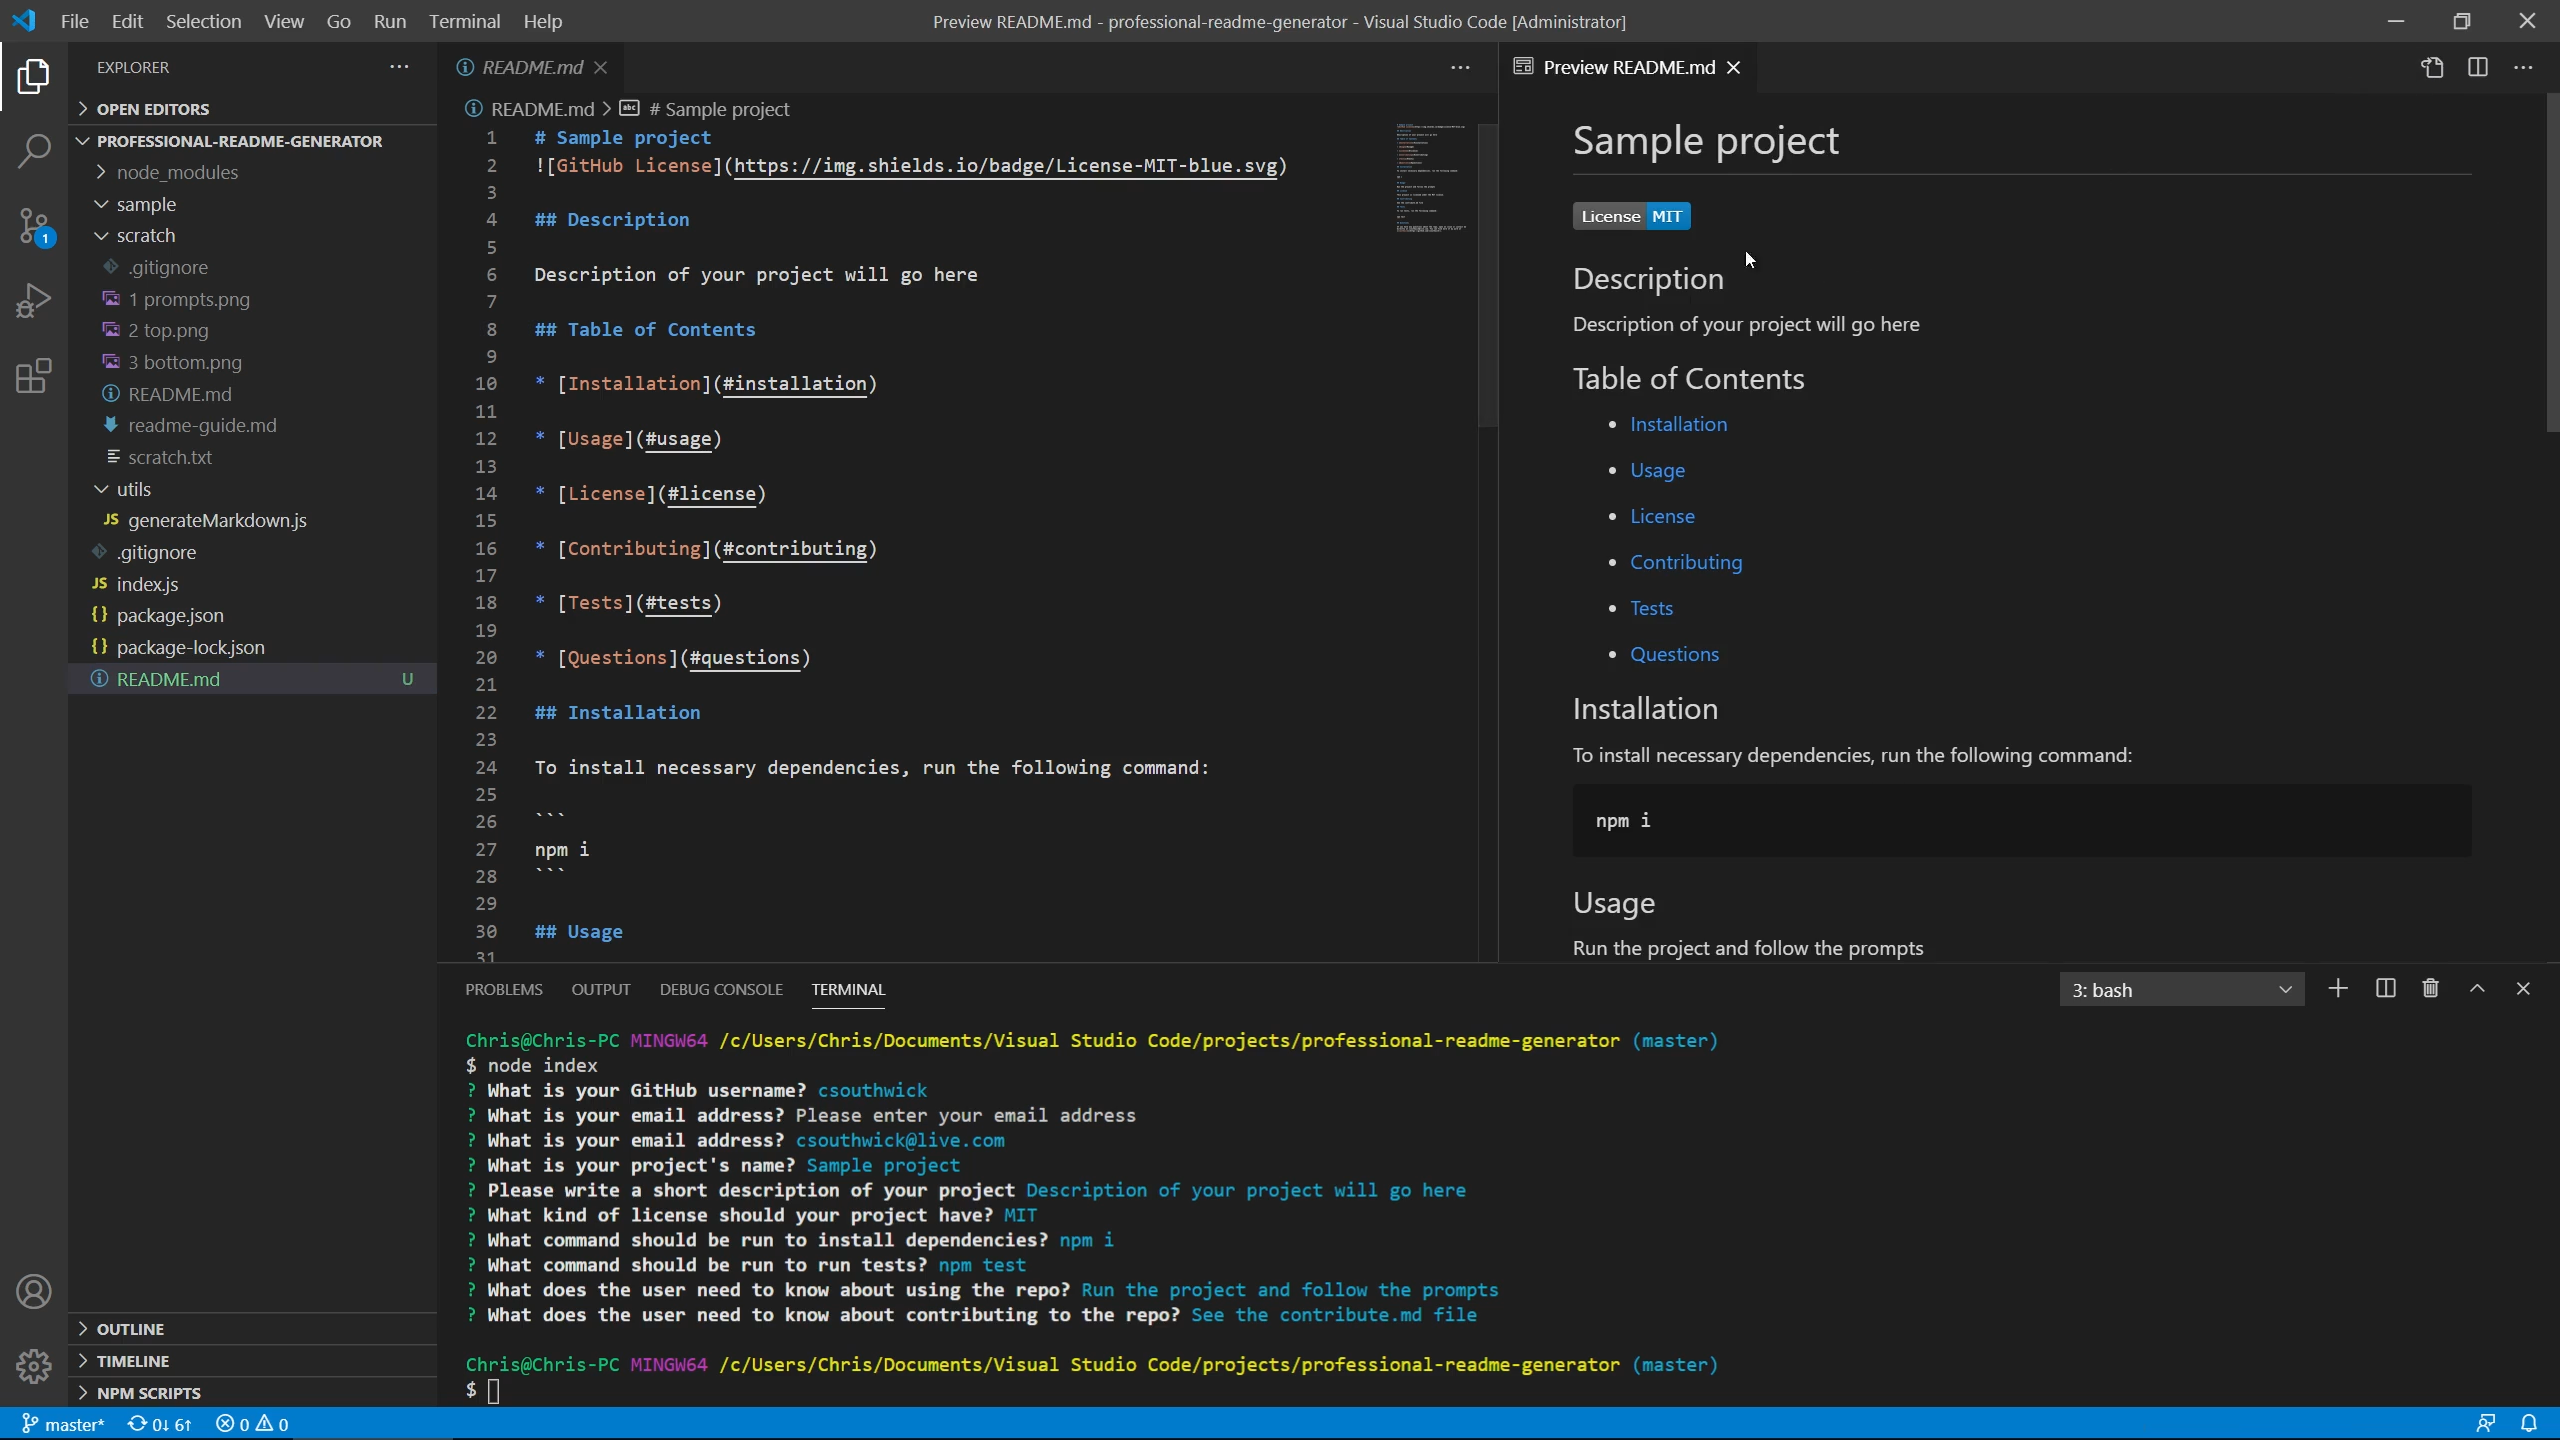 File Edit Selection View Go Run Terminal Help
Preview README.md - professional-readme-generator - Visual Studio Code [Administrator]
EXPLORER
OPEN EDITORS
PROFESSIONAL-README-GENERATOR
node_modules
sample
scratch
.gitignore
1 prompts.png
2 top.png
3 bottom.png
README.md
readme-guide.md
scratch.txt
utils
JS generateMarkdown.js
.gitignore
JS index.js
{} package.json
{} package-lock.json
README.md U
OUTLINE
TIMELINE
NPM SCRIPTS
1
README.md
README.md > # Sample project
1 # Sample project
2 ![GitHub License](https://img.shields.io/badge/License-MIT-blue.svg)
3
4 ## Description
5
6 Description of your project will go here
7
8 ## Table of Contents
9
10 * [Installation](#installation)
11
12 * [Usage](#usage)
13
14 * [License](#license)
15
16 * [Contributing](#contributing)
17
18 * [Tests](#tests)
19
20 * [Questions](#questions)
21
22 ## Installation
23
24 To install necessary dependencies, run the following command:
25
26 ```
27 npm i
28 ```
29
30 ## Usage
31
Preview README.md
Sample project
License MIT
Description
Description of your project will go here
Table of Contents
• Installation
• Usage
• License
• Contributing
• Tests
• Questions
Installation
To install necessary dependencies, run the following command:
npm i
Usage
Run the project and follow the prompts
PROBLEMS OUTPUT DEBUG CONSOLE TERMINAL
3: bash
Chris@Chris-PC MINGW64 /c/Users/Chris/Documents/Visual Studio Code/projects/professional-readme-generator (master)
$ node index
? What is your GitHub username? csouthwick
? What is your email address? Please enter your email address
? What is your email address? csouthwick@live.com
? What is your project's name? Sample project
? Please write a short description of your project Description of your project will go here
? What kind of license should your project have? MIT
? What command should be run to install dependencies? npm i
? What command should be run to run tests? npm test
? What does the user need to know about using the repo? Run the project and follow the prompts
? What does the user need to know about contributing to the repo? See the contribute.md file
Chris@Chris-PC MINGW64 /c/Users/Chris/Documents/Visual Studio Code/projects/professional-readme-generator (master)
$
master* 0↓ 6↑ 0 0